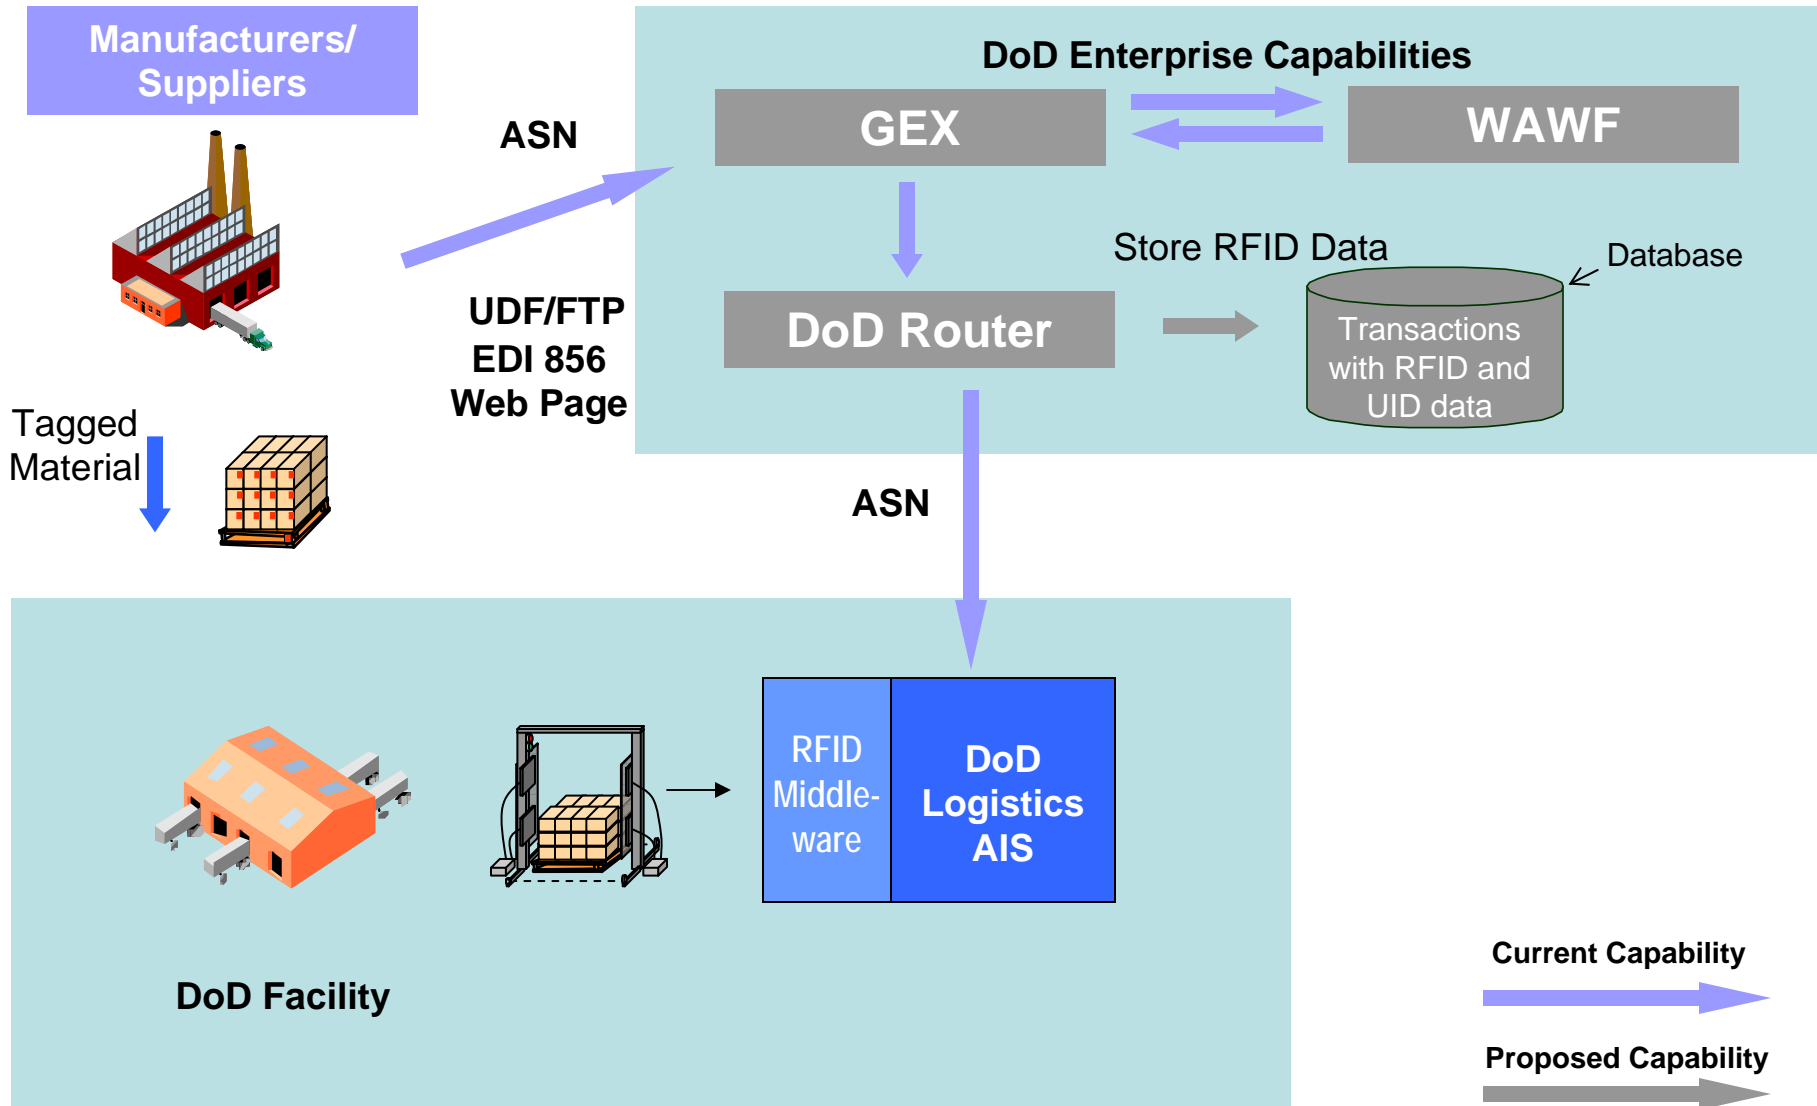 Manufacturers/
Suppliers
DoD Enterprise Capabilities
GEX
WAWF
ASN
Store RFID Data
Database
UDF/FTP
EDI 856
Web Page
DoD Router
Transactions
with RFID and
UID data
Tagged
Material
ASN
RFID
Middle-
ware
DoD
Logistics
AIS
DoD Facility
Current Capability
Proposed Capability